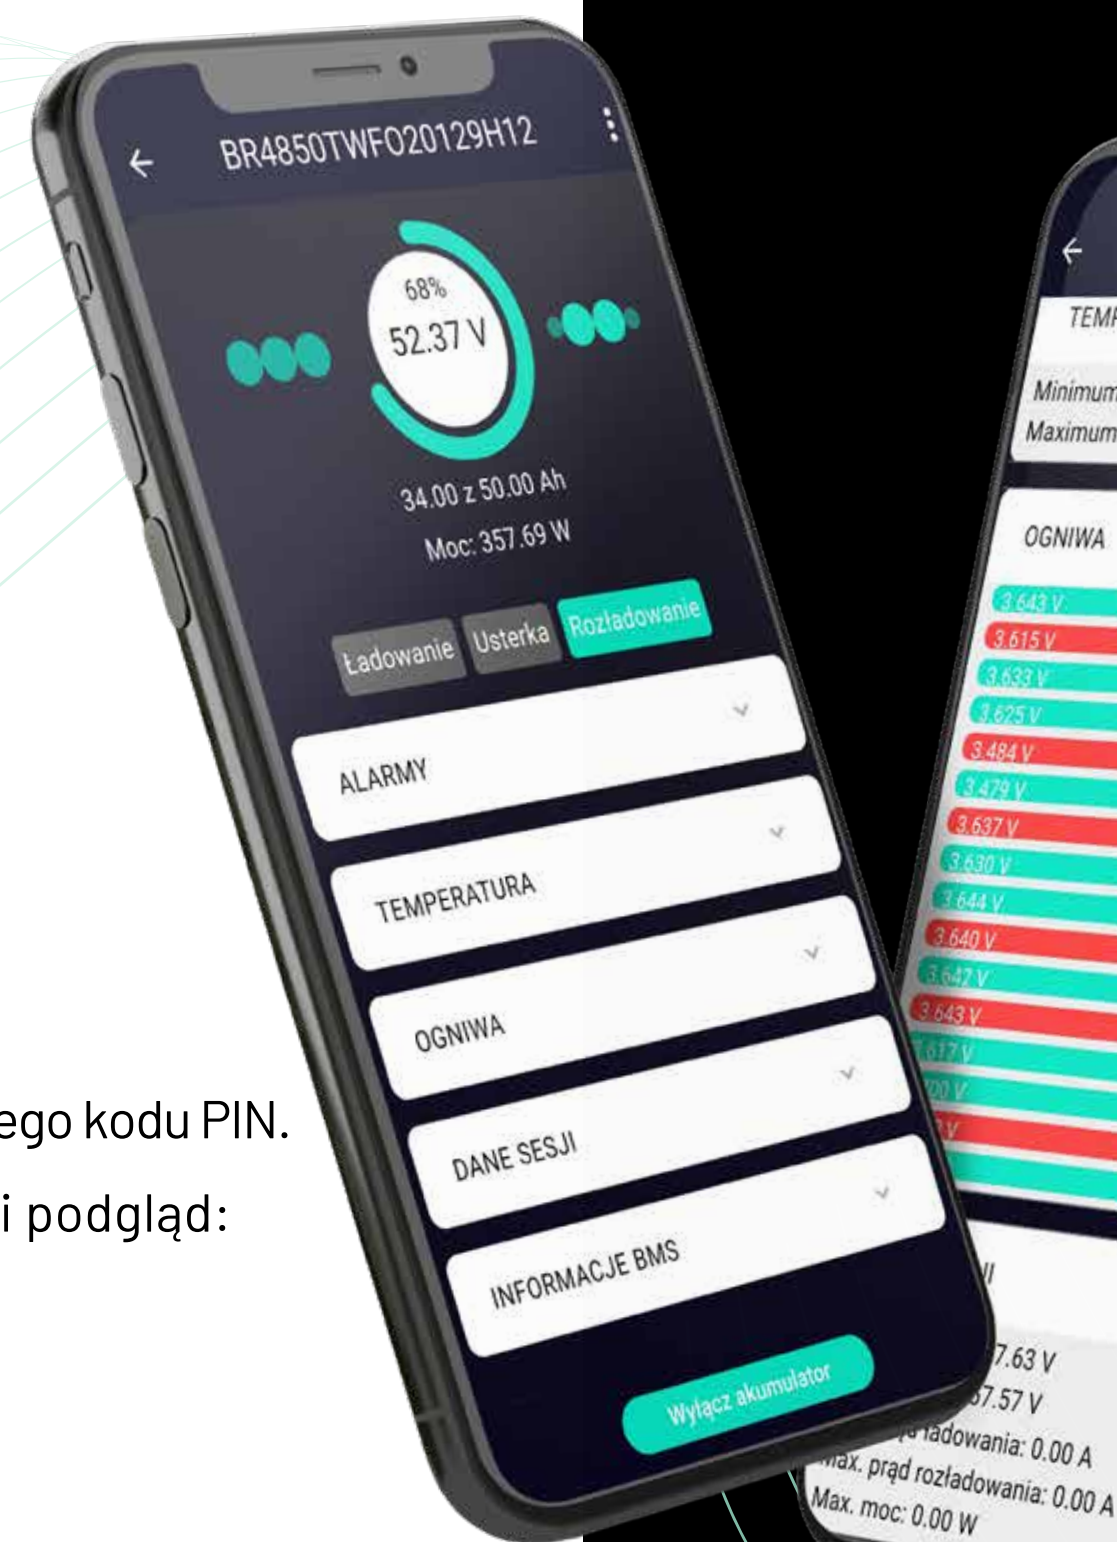 BR4850TWFO20129H12
68%
52.37 V
34.00 z 50.00 Ah
Moc: 357.69 W
Ładowanie Usterka Rozładowanie
ALARMY
TEMPERATURA
OGNIWA
DANE SESJI
INFORMACJE BMS
Wyłącz akumulator
kodu PIN.
i podgląd:
Minimum
Maximum
OGNIWA
3.643 V
3.615 V
3.633 V
3.625 V
3.484 V
3.479 V
3.637 V
3.630 V
3.644 V
3.640 V
3.647 V
3.643 V
7.63 V
57.57 V
ładowania: 0.00 A
Max. prąd rozładowania: 0.00 A
Max. moc: 0.00 W